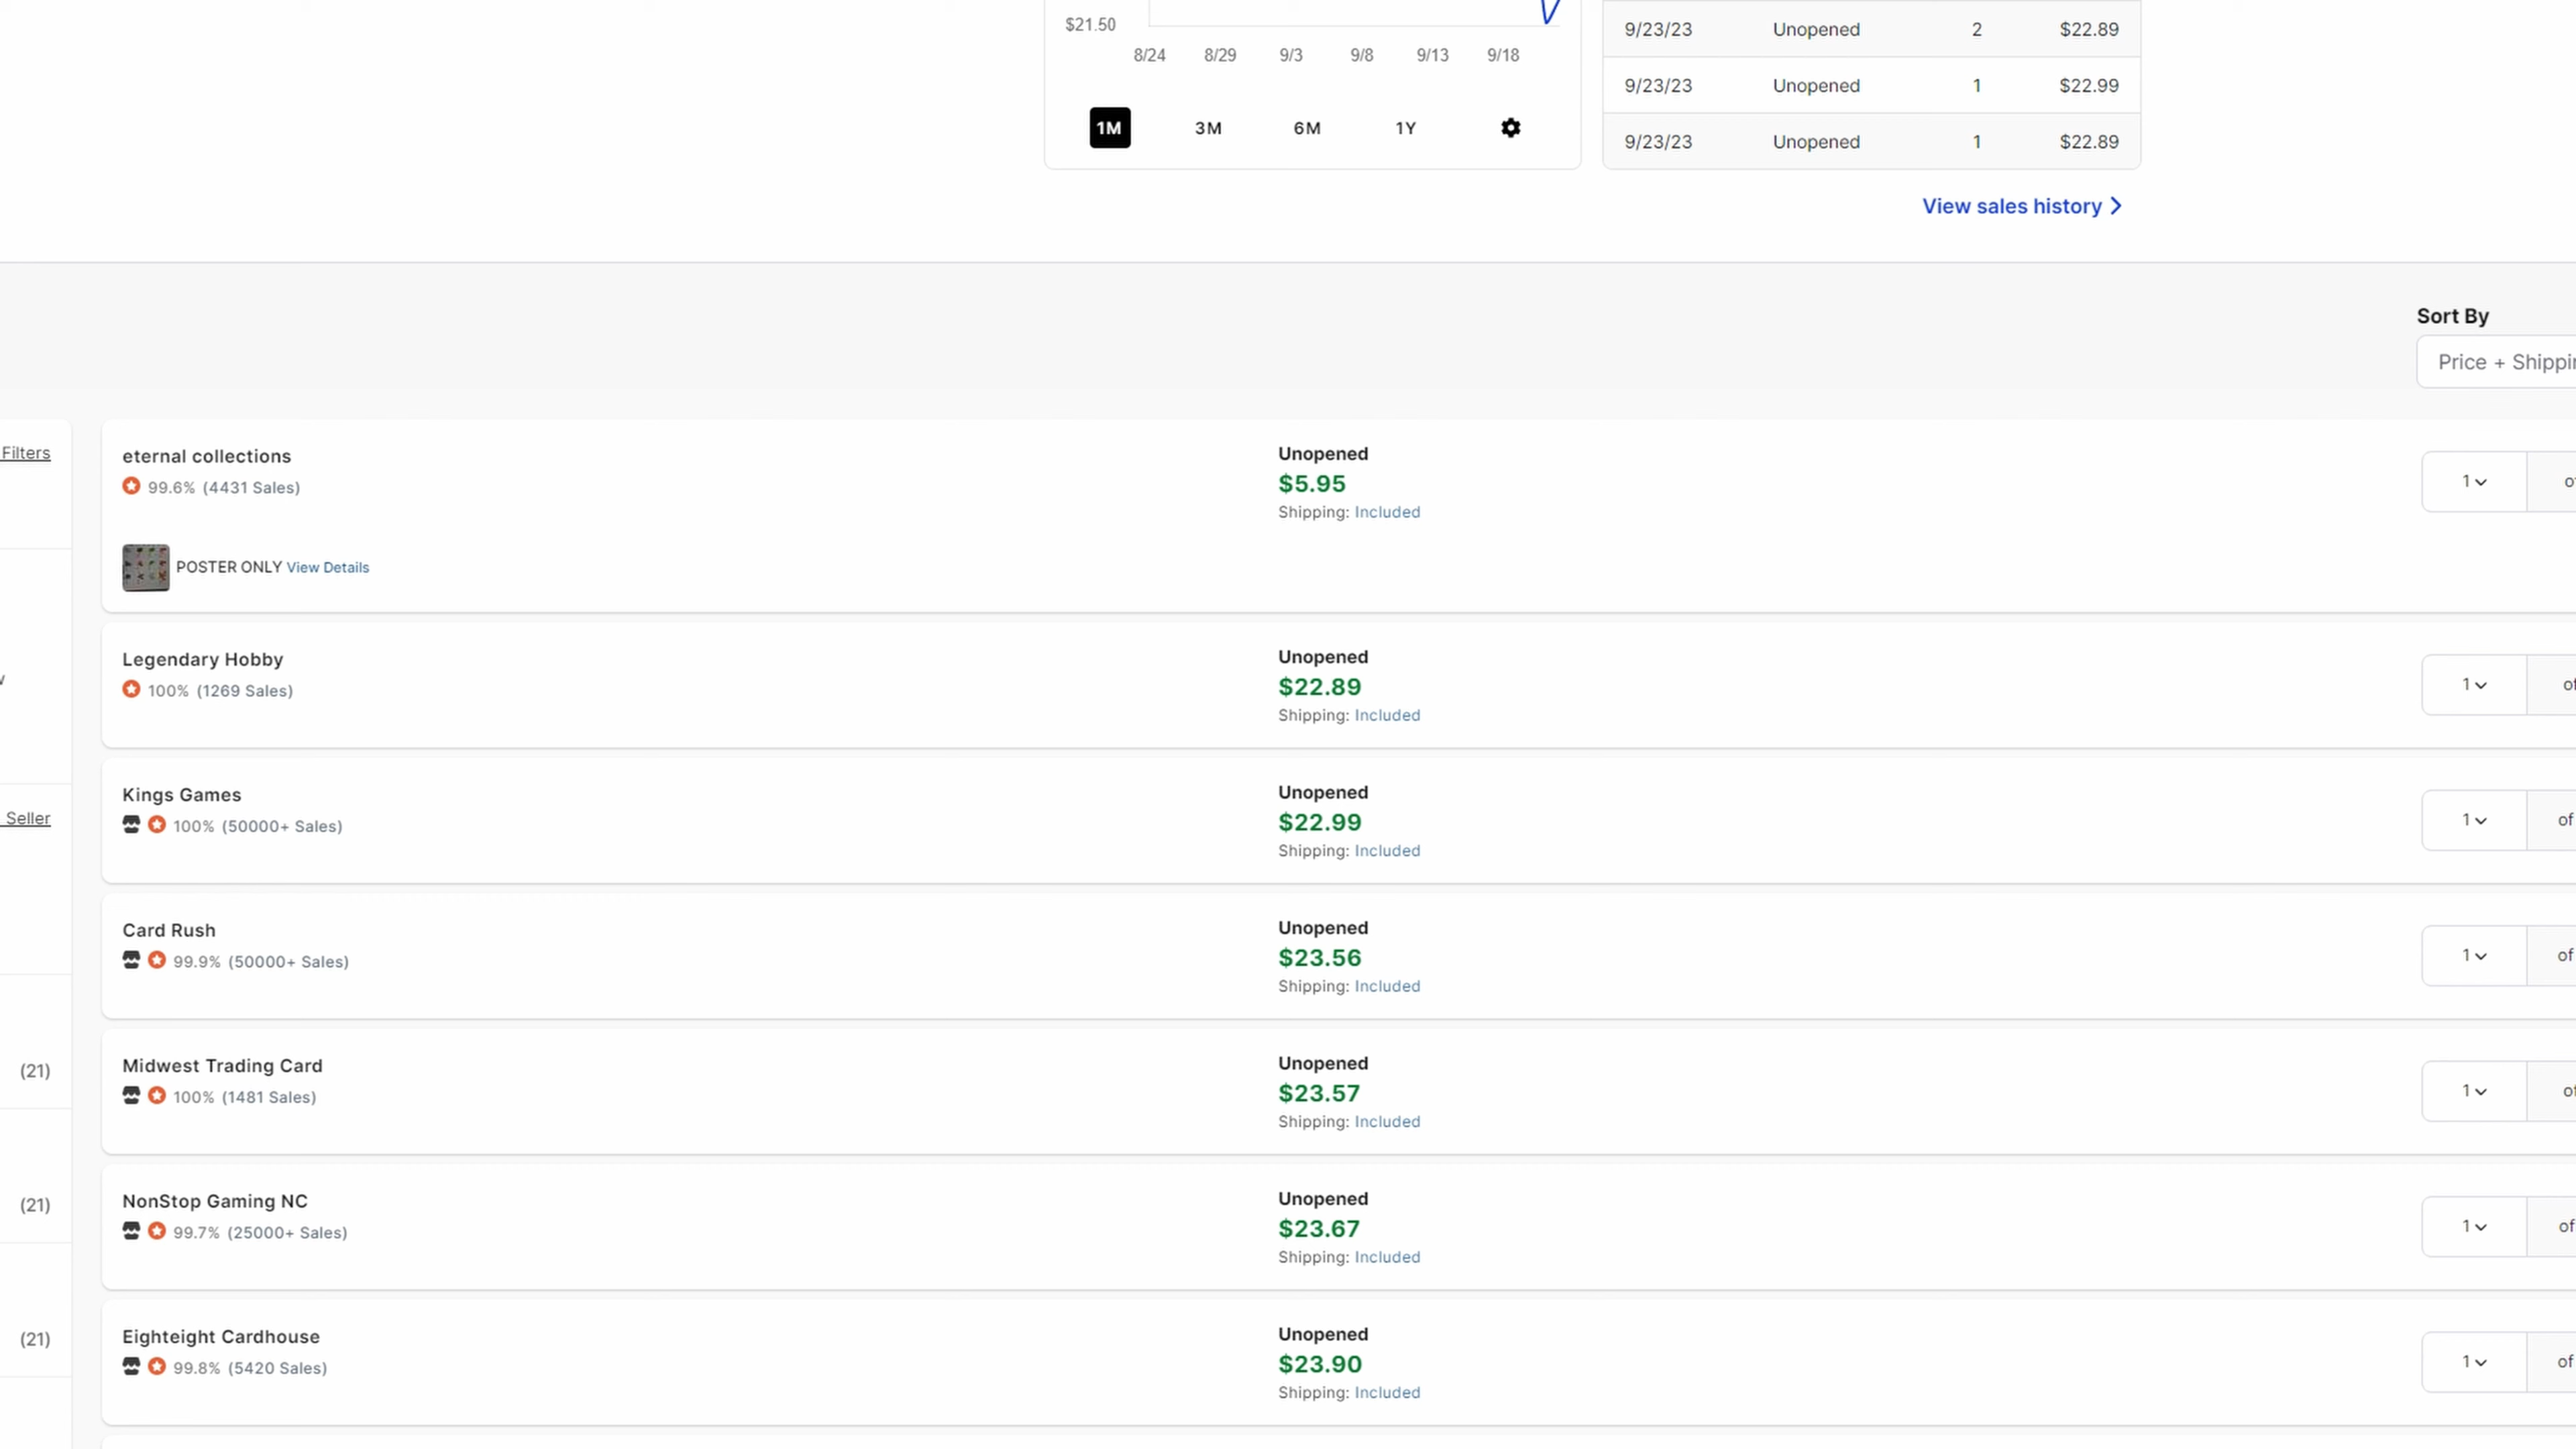 $21.50
8/24 8/29 9/3 9/8 9/13 9/18
1M 3M 6M 1Y
9/23/23 Unopened 2 $22.89
9/23/23 Unopened 1 $22.99
9/23/23 Unopened 1 $22.89
View sales history
Sort By
Price + Shippin
Filters
Seller
(21)
(21)
(21)
eternal collections
99.6% (4431 Sales)
POSTER ONLY View Details
Unopened
$5.95
Shipping: Included
1
Legendary Hobby
100% (1269 Sales)
Unopened
$22.89
Shipping: Included
1 of
Kings Games
100% (50000+ Sales)
Unopened
$22.99
Shipping: Included
1 of
Card Rush
99.9% (50000+ Sales)
Unopened
$23.56
Shipping: Included
1 of
Midwest Trading Card
100% (1481 Sales)
Unopened
$23.57
Shipping: Included
1 of
NonStop Gaming NC
99.7% (25000+ Sales)
Unopened
$23.67
Shipping: Included
1 of
Eighteight Cardhouse
99.8% (5420 Sales)
Unopened
$23.90
Shipping: Included
1 of